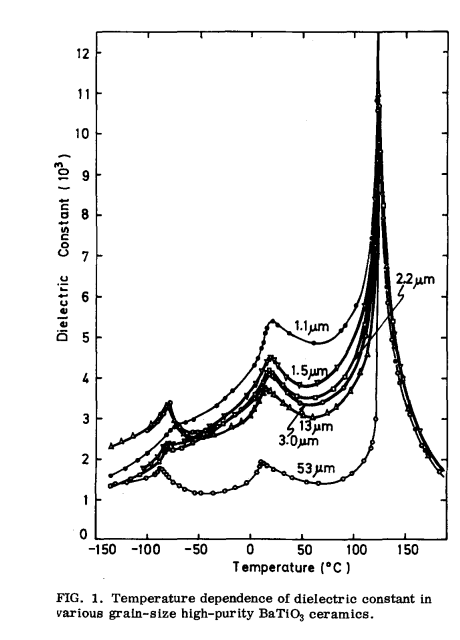 12
11
10
9
8
7
6
5
4
3
2
1
0
Dielectric Constant (10³)
1.1μm
2.2μm
1.5μm
13μm
3.0μm
53μm
-150 -100 -50 0 50 100 150
Temperature (°C)
FIG. 1. Temperature dependence of dielectric constant in
various grain-size high-purity BaTiO₃ ceramics.